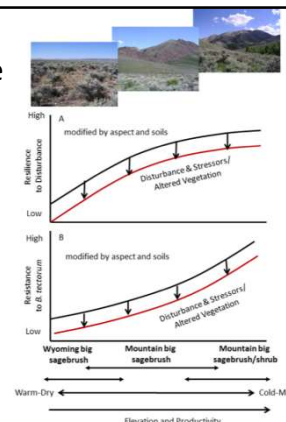 e
High
A
modified by aspect and soils
Resilience
to Disturbance
Disturbance & Stressors/
Altered Vegetation
Low
High
B
modified by aspect and soils
Resistance
to B. tectorum
Disturbance & Stressors/
Altered Vegetation
Low
Wyoming big
sagebrush
Mountain big
sagebrush
Mountain big
sagebrush/shrub
Warm-Dry
Cold-M
Elevation and Productivity